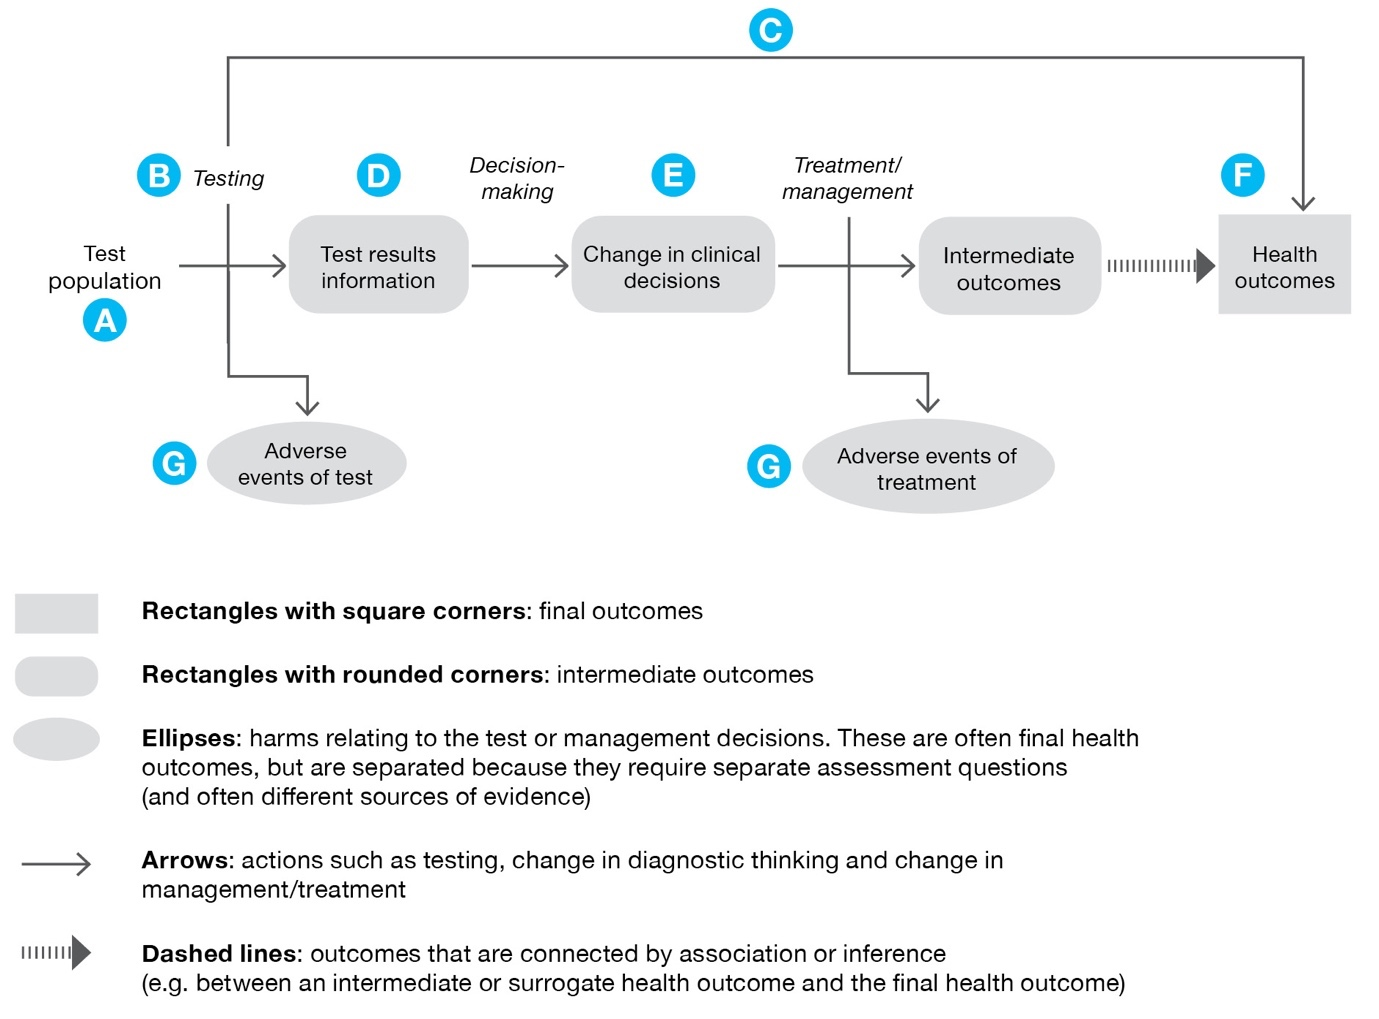 C
B
Testing
D
Decision-
making
E
Treatment/
management
F
Test
population
A
Test results
information
Change in clinical
decisions
Intermediate
outcomes
Health
outcomes
G
Adverse
events of test
G
Adverse events of
treatment
Rectangles with square corners: final outcomes
Rectangles with rounded corners: intermediate outcomes
Ellipses: harms relating to the test or management decisions. These are often final health
outcomes, but are separated because they require separate assessment questions
(and often different sources of evidence)
Arrows: actions such as testing, change in diagnostic thinking and change in
management/treatment
Dashed lines: outcomes that are connected by association or inference
(e.g. between an intermediate or surrogate health outcome and the final health outcome)